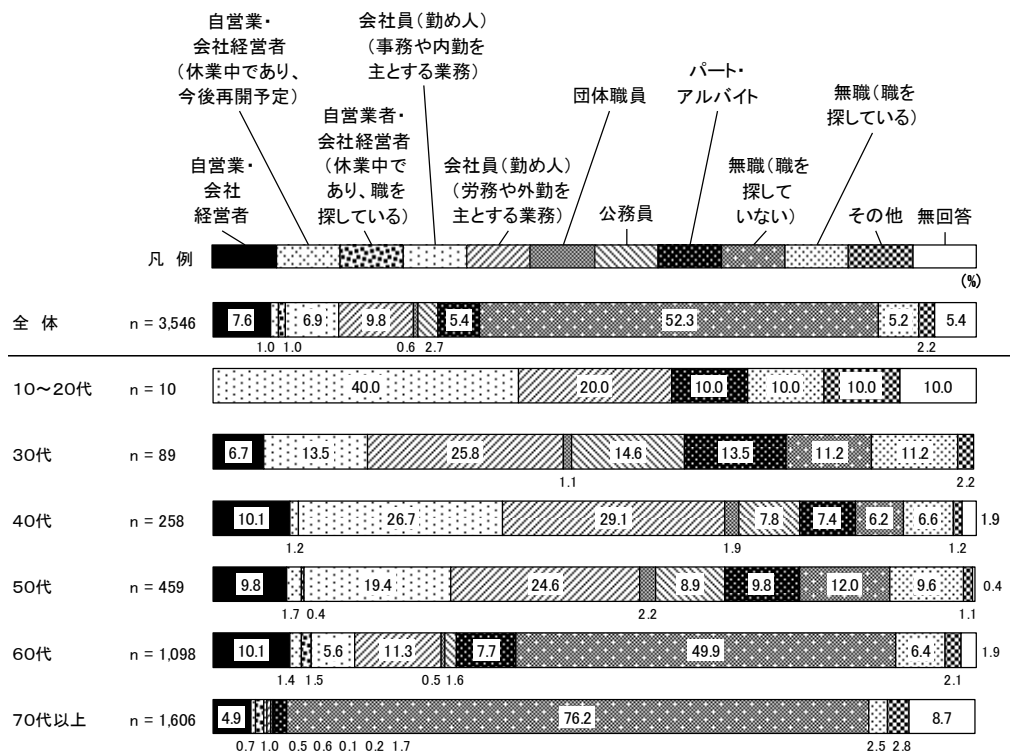 自営業・
会社経営者
(休業中であり、
今後再開予定)
会社員(勤め人)
(事務や内勤を
主とする業務)
団体職員
パート・
アルバイト
無職(職を
探している)
自営業・
会社
経営者
自営業者・
会社経営者
(休業中で
あり、職を
探している)
会社員(勤め人)
(労務や外勤を
主とする業務)
公務員
無職(職を
探して
いない)
その他
無回答
凡 例
(%)
全 体 n = 3,546 7.6 6.9 9.8 5.4 52.3 5.2 5.4
1.0 1.0 0.6 2.7 2.2
10～20代 n = 10 40.0 20.0 10.0 10.0 10.0 10.0
30代 n = 89 6.7 13.5 25.8 14.6 13.5 11.2 11.2
1.1 2.2
40代 n = 258 10.1 26.7 29.1 7.8 7.4 6.2 6.6 1.9
1.2 1.9 1.2
50代 n = 459 9.8 19.4 24.6 8.9 9.8 12.0 9.6 0.4
1.7 0.4 2.2 1.1
60代 n = 1,098 10.1 5.6 11.3 7.7 49.9 6.4 1.9
1.4 1.5 0.5 1.6 2.1
70代以上 n = 1,606 4.9 76.2 8.7
0.7 1.0 0.5 0.6 0.1 0.2 1.7 2.5 2.8